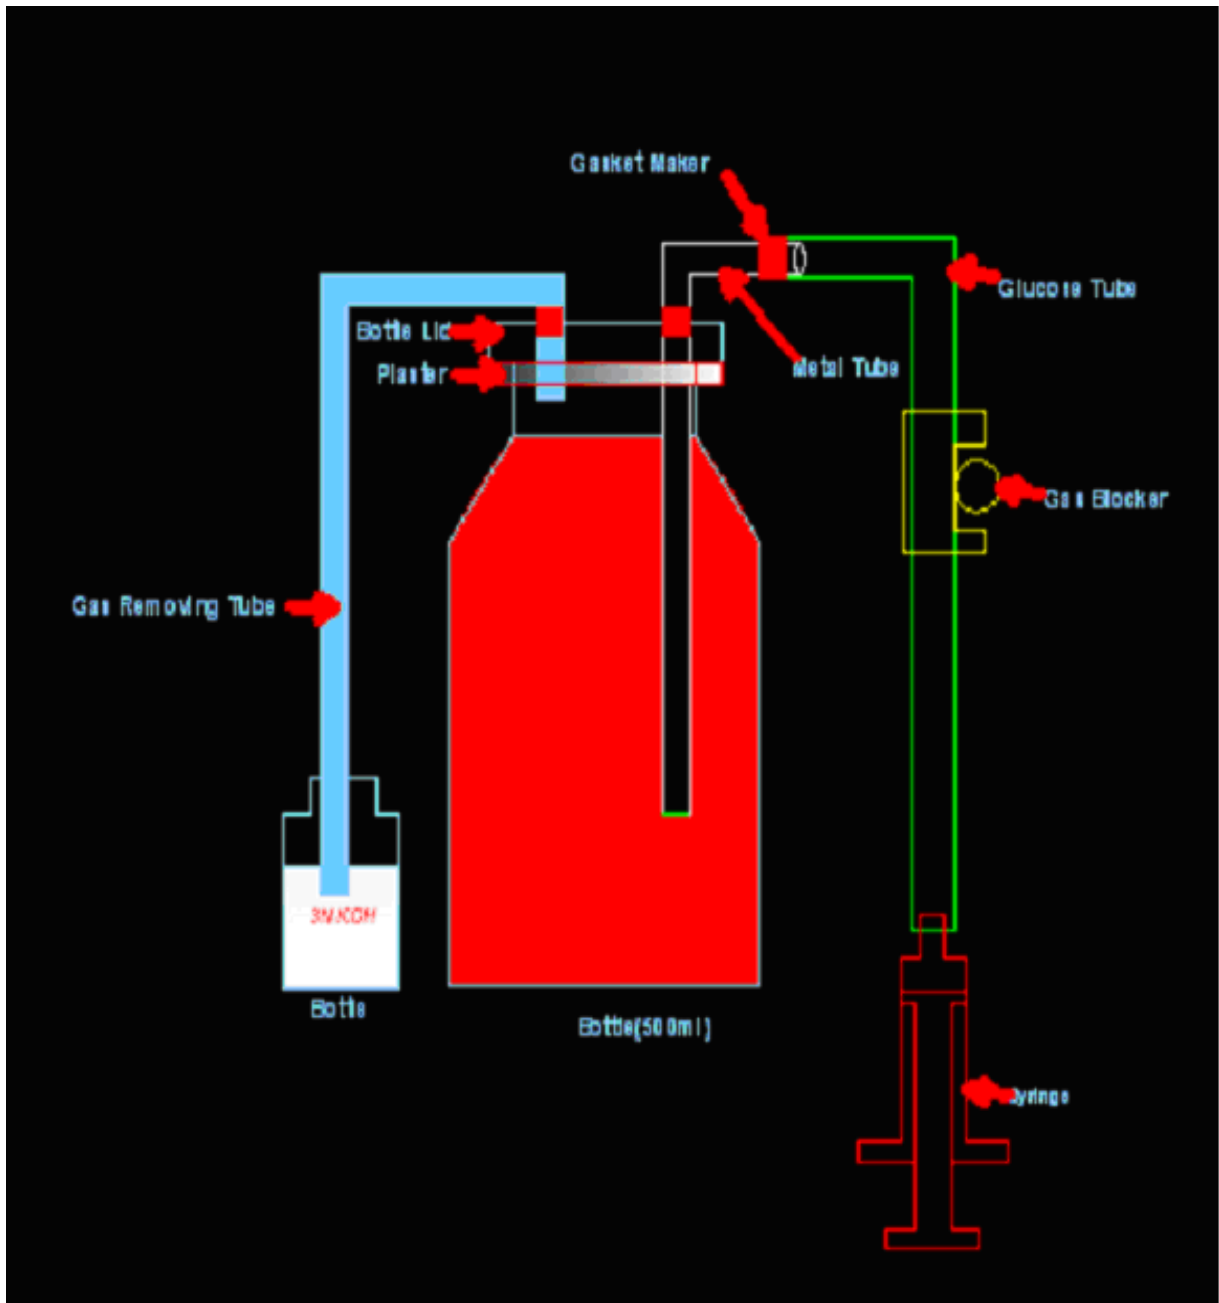 Gasket Maker
Glucose Tube
Bottle Lid
Plaster
Metal Tube
Gas Blocker
Gas Removing Tube
3N KOH
Bottle
Bottle(500ml)
Syringe